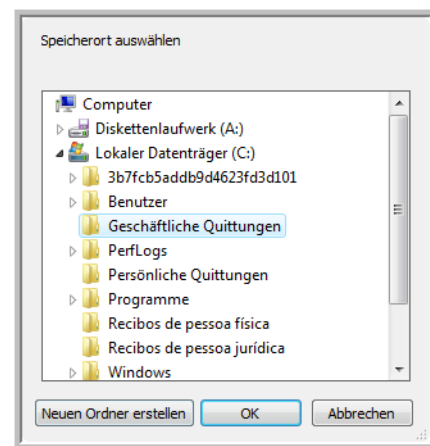 Speicherort auswählen
Computer
Diskettenlaufwerk (A:)
Lokaler Datenträger (C:)
3b7fcb5addb9d4623fd3d101
Benutzer
Geschäftliche Quittungen
PerfLogs
Persönliche Quittungen
Programme
Recibos de pessoa física
Recibos de pessoa jurídica
Windows
Neuen Ordner erstellen OK Abbrechen